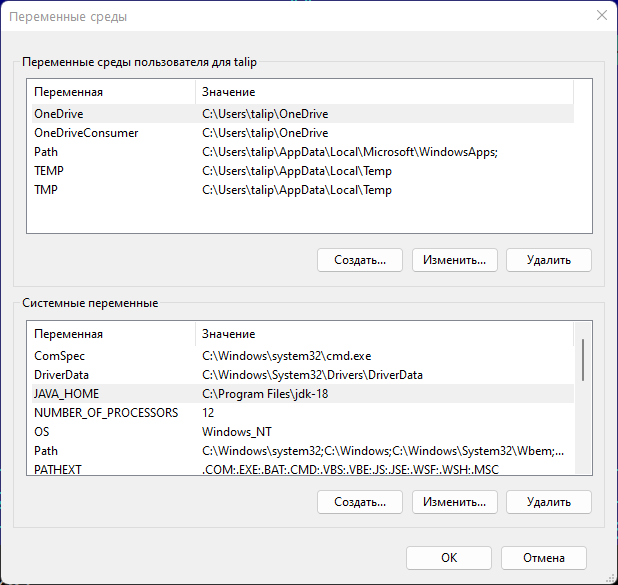 Переменные среды
Переменные среды пользователя для talip
Переменная Значение
OneDrive C:\Users\talip\OneDrive
OneDriveConsumer C:\Users\talip\OneDrive
Path C:\Users\talip\AppData\Local\Microsoft\WindowsApps;
TEMP C:\Users\talip\AppData\Local\Temp
TMP C:\Users\talip\AppData\Local\Temp
Создать... Изменить... Удалить
Системные переменные
Переменная Значение
ComSpec C:\Windows\system32\cmd.exe
DriverData C:\Windows\System32\Drivers\DriverData
JAVA_HOME C:\Program Files\jdk-18
NUMBER_OF_PROCESSORS 12
OS Windows_NT
Path C:\Windows\system32;C:\Windows;C:\Windows\System32\Wbem;...
PATHEXT .COM;.EXE;.BAT;.CMD;.VBS;.VBE;.JS;.JSE;.WSF;.WSH;.MSC
Создать... Изменить... Удалить
ОК Отмена